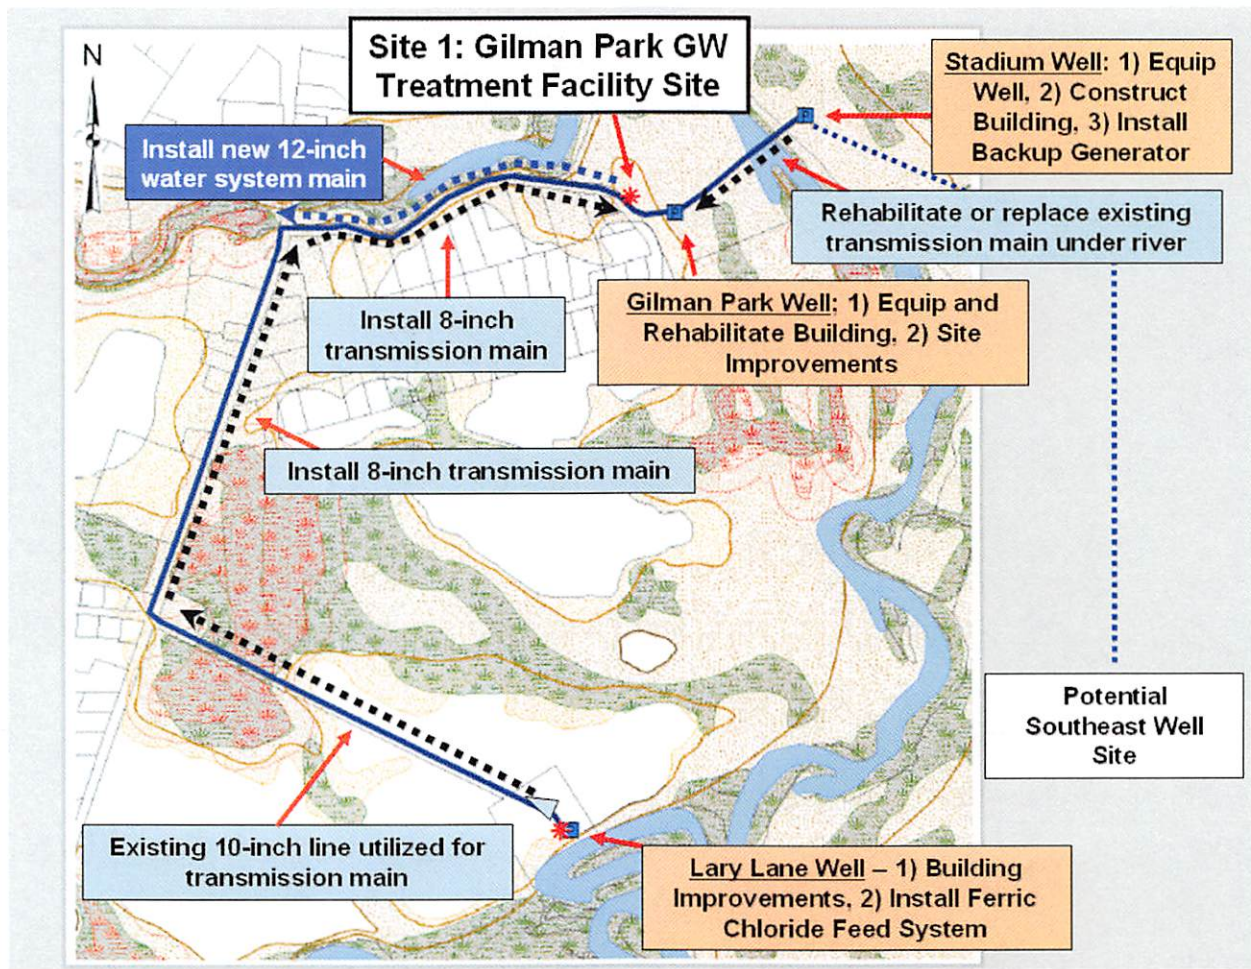 N
Site 1: Gilman Park GW
Treatment Facility Site
Stadium Well: 1) Equip
Well, 2) Construct
Building, 3) Install
Backup Generator
Install new 12-inch
water system main
P
Rehabilitate or replace existing
transmission main under river
P
Gilman Park Well: 1) Equip and
Rehabilitate Building, 2) Site
Improvements
Install 8-inch
transmission main
Install 8-inch transmission main
Potential
Southeast Well
Site
Existing 10-inch line utilized for
transmission main
Lary Lane Well – 1) Building
Improvements, 2) Install Ferric
Chloride Feed System